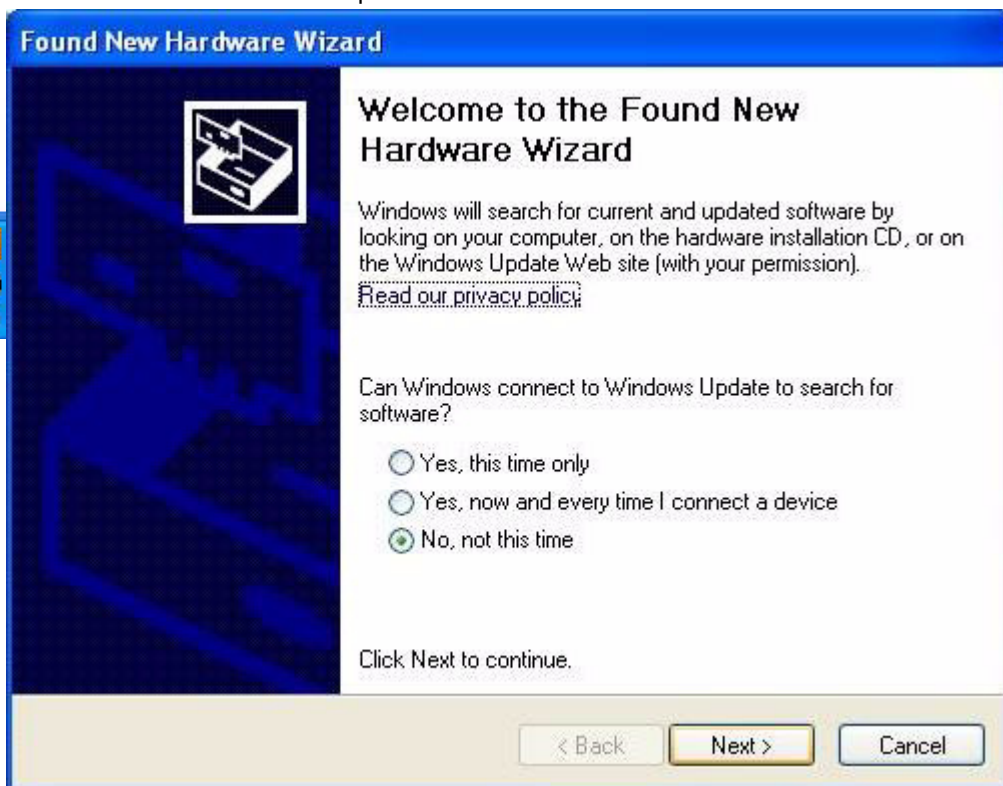 Found New Hardware Wizard
Welcome to the Found New
Hardware Wizard
Windows will search for current and updated software by
looking on your computer, on the hardware installation CD, or on
the Windows Update Web site (with your permission).
Read our privacy policy
Can Windows connect to Windows Update to search for
software?
Yes, this time only
Yes, now and every time I connect a device
No, not this time
Click Next to continue.
< Back Next > Cancel